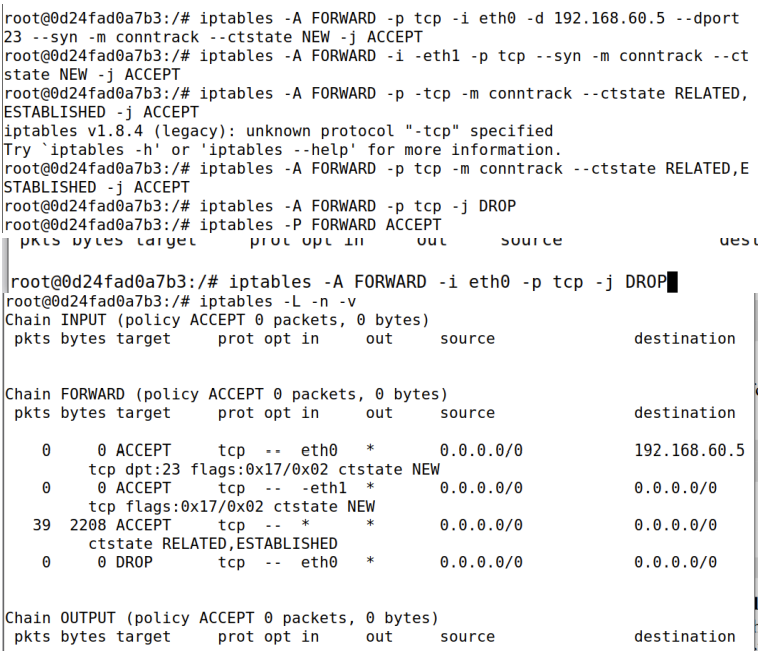 root@0d24fad0a7b3:/# iptables -A FORWARD -p tcp -i eth0 -d 192.168.60.5 --dport
23 --syn -m conntrack --ctstate NEW -j ACCEPT
root@0d24fad0a7b3:/# iptables -A FORWARD -i -eth1 -p tcp --syn -m conntrack --ct
state NEW -j ACCEPT
root@0d24fad0a7b3:/# iptables -A FORWARD -p -tcp -m conntrack --ctstate RELATED,
ESTABLISHED -j ACCEPT
iptables v1.8.4 (legacy): unknown protocol "-tcp" specified
Try `iptables -h' or 'iptables --help' for more information.
root@0d24fad0a7b3:/# iptables -A FORWARD -p tcp -m conntrack --ctstate RELATED,E
STABLISHED -j ACCEPT
root@0d24fad0a7b3:/# iptables -A FORWARD -p tcp -j DROP
root@0d24fad0a7b3:/# iptables -P FORWARD ACCEPT
pkts bytes target prot opt in out source dest
root@0d24fad0a7b3:/# iptables -A FORWARD -i eth0 -p tcp -j DROP
root@0d24fad0a7b3:/# iptables -L -n -v
Chain INPUT (policy ACCEPT 0 packets, 0 bytes)
pkts bytes target prot opt in out source destination
Chain FORWARD (policy ACCEPT 0 packets, 0 bytes)
pkts bytes target prot opt in out source destination
0 0 ACCEPT tcp -- eth0 * 0.0.0.0/0 192.168.60.5
tcp dpt:23 flags:0x17/0x02 ctstate NEW
0 0 ACCEPT tcp -- -eth1 * 0.0.0.0/0 0.0.0.0/0
tcp flags:0x17/0x02 ctstate NEW
39 2208 ACCEPT tcp -- * * 0.0.0.0/0 0.0.0.0/0
ctstate RELATED,ESTABLISHED
0 0 DROP tcp -- eth0 * 0.0.0.0/0 0.0.0.0/0
Chain OUTPUT (policy ACCEPT 0 packets, 0 bytes)
pkts bytes target prot opt in out source destination